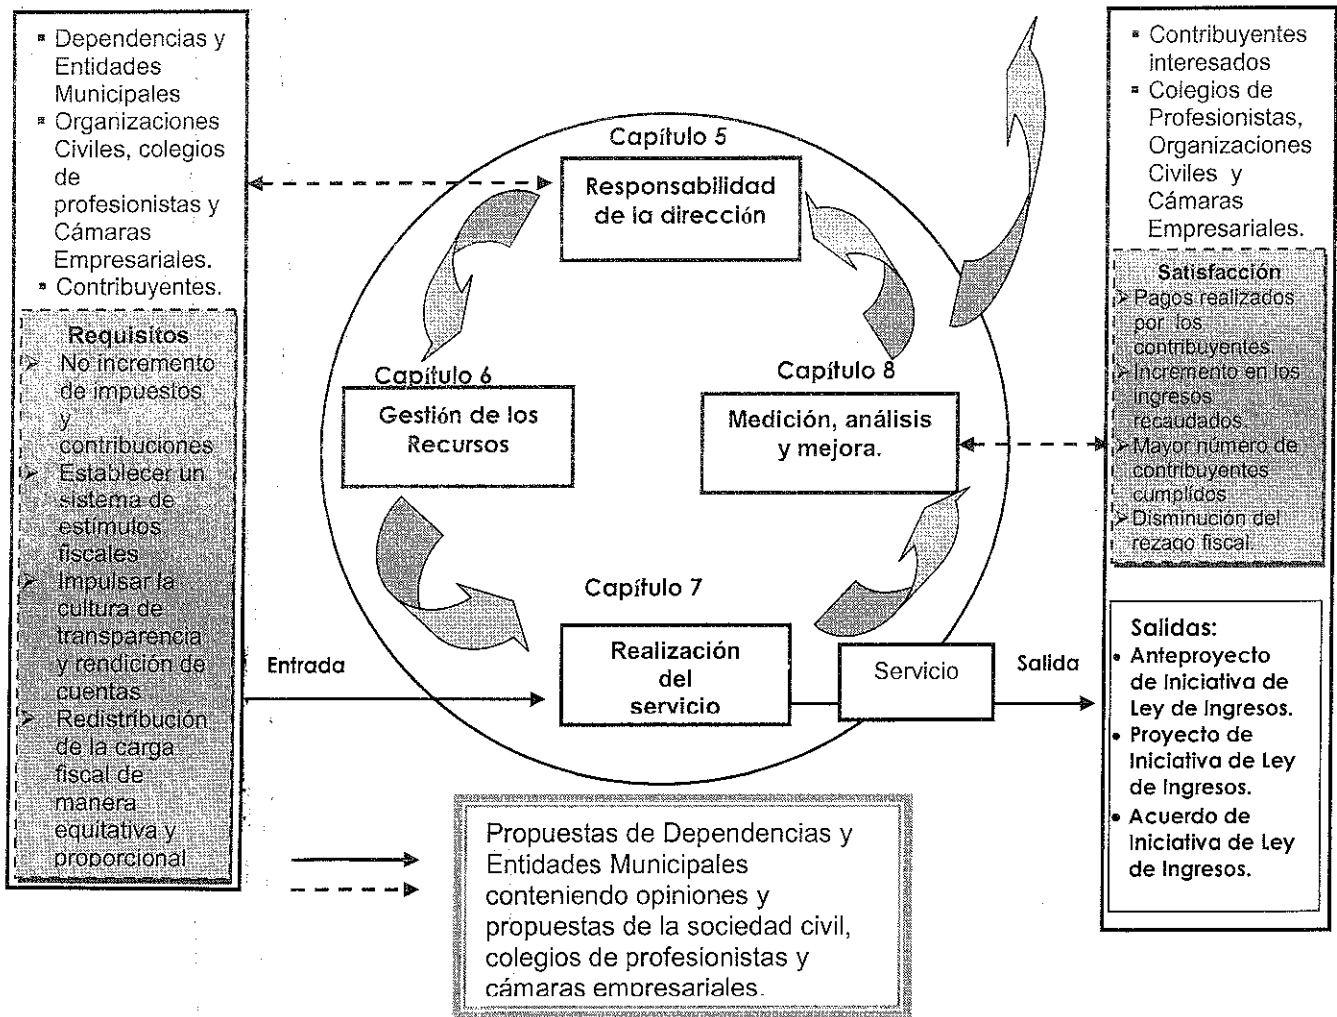 ▪ Dependencias y
Entidades
Municipales
▪ Organizaciones
Civiles, colegios
de
profesionistas y
Cámaras
Empresariales.
▪ Contribuyentes.
Requisitos
➢ No incremento
de impuestos
y
contribuciones
➢ Establecer un
sistema de
estímulos
fiscales
➢ Impulsar la
cultura de
transparencia
y rendición de
cuentas
➢ Redistribución
de la carga
fiscal de
manera
equitativa y
proporcional
Capítulo 5
Responsabilidad
de la dirección
Capítulo 6
Gestión de los
Recursos
Capítulo 8
Medición, análisis
y mejora.
Capítulo 7
Realización
del
servicio
Entrada
Servicio
Salida
Propuestas de Dependencias y
Entidades Municipales
conteniendo opiniones y
propuestas de la sociedad civil,
colegios de profesionistas y
cámaras empresariales.
▪ Contribuyentes
interesados
▪ Colegios de
Profesionistas,
Organizaciones
Civiles y
Cámaras
Empresariales.
Satisfacción
➢ Pagos realizados
por los
contribuyentes
➢ Incremento en los
ingresos
recaudados.
➢ Mayor número de
contribuyentes
cumplidos
➢ Disminución del
rezago fiscal.
Salidas:
• Anteproyecto
de Iniciativa de
Ley de Ingresos.
• Proyecto de
Iniciativa de Ley
de Ingresos.
• Acuerdo de
Iniciativa de Ley
de Ingresos.